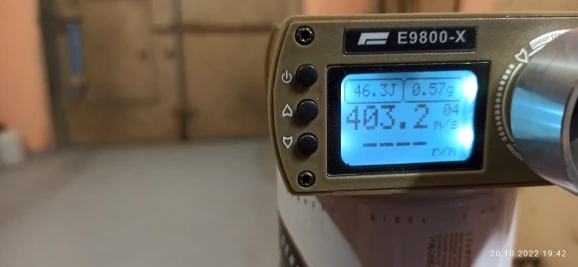 E9800-X
46.3J 0.57g
403.2 04 m/s
---- r/m
20.10.2022 19:42